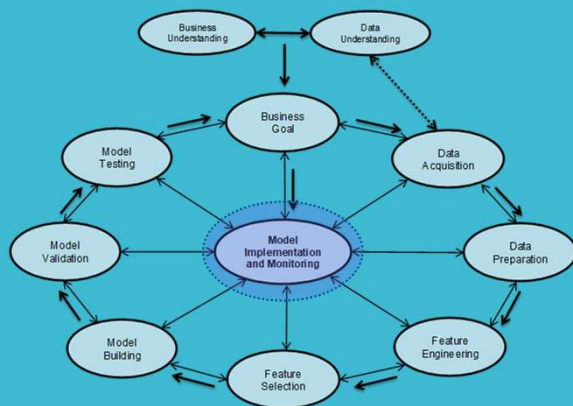 Business
Understanding
Data
Understanding
Business
Goal
Model
Testing
Data
Acquisition
Model
Validation
Model
Implementation
and Monitoring
Data
Preparation
Model
Building
Feature
Engineering
Feature
Selection